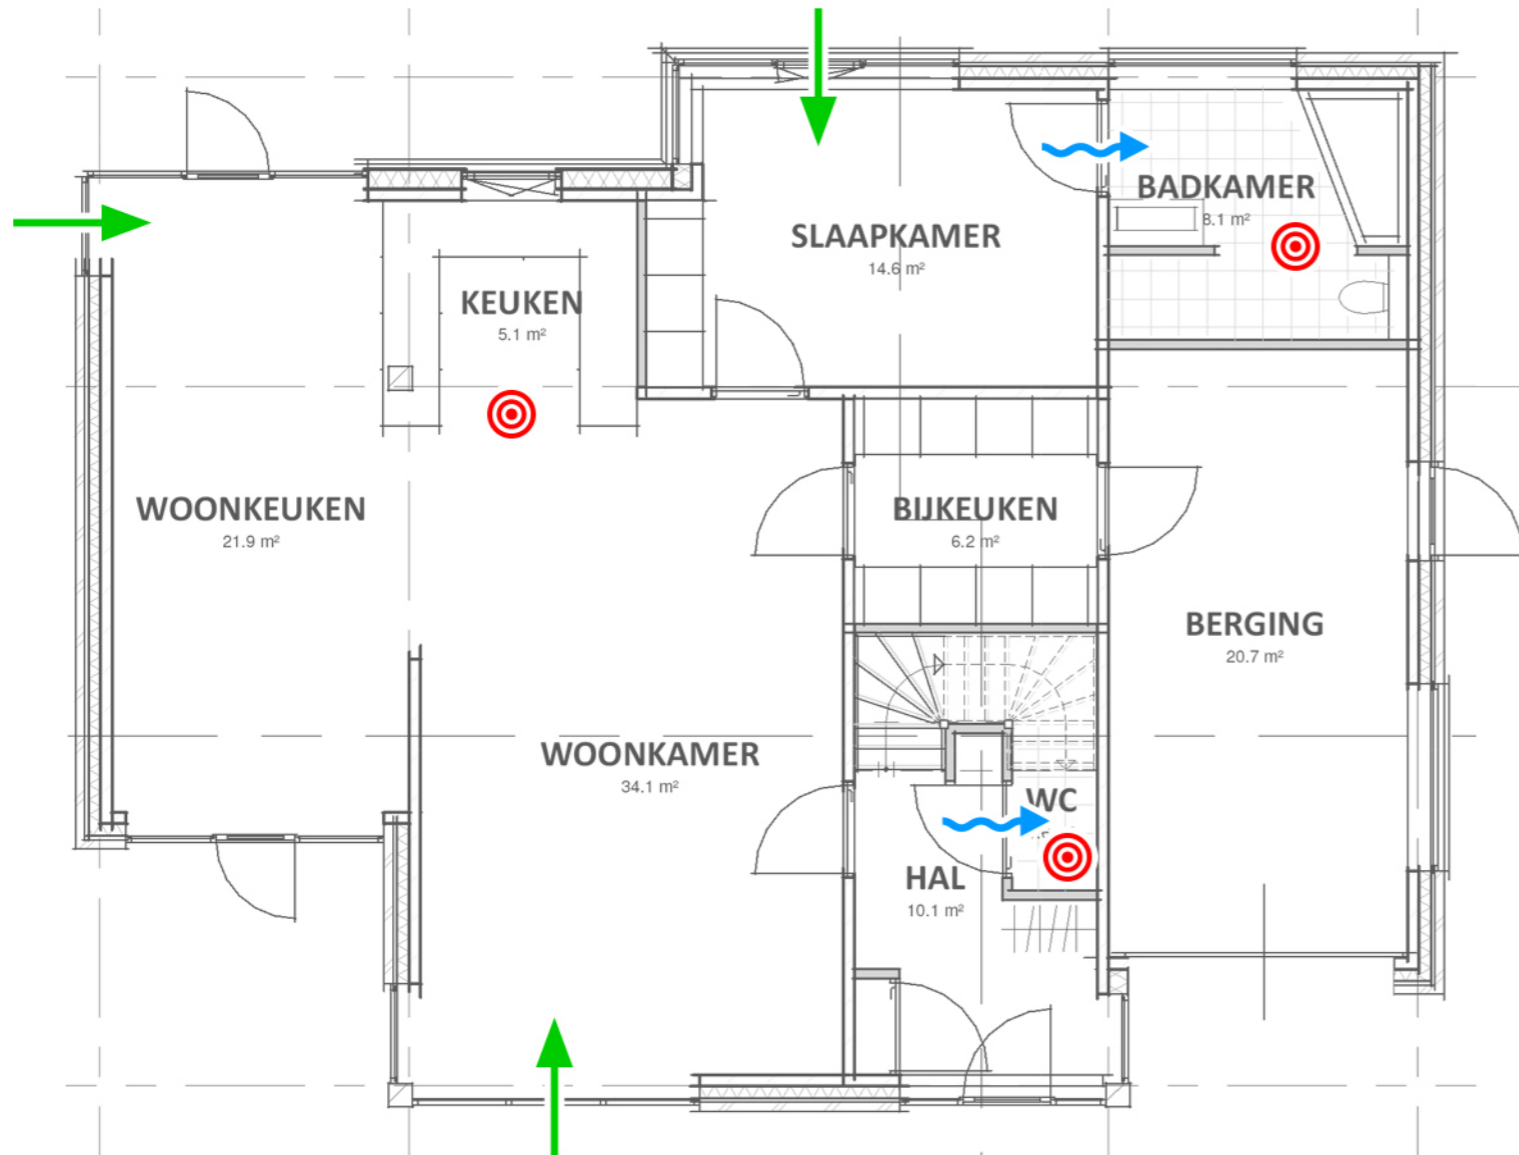 BADKAMER
8.1 m²
SLAAPKAMER
14.6 m²
KEUKEN
5.1 m²
WOONKEUKEN
21.9 m²
BIJKEUKEN
6.2 m²
BERGING
20.7 m²
WOONKAMER
34.1 m²
WC
HAL
10.1 m²